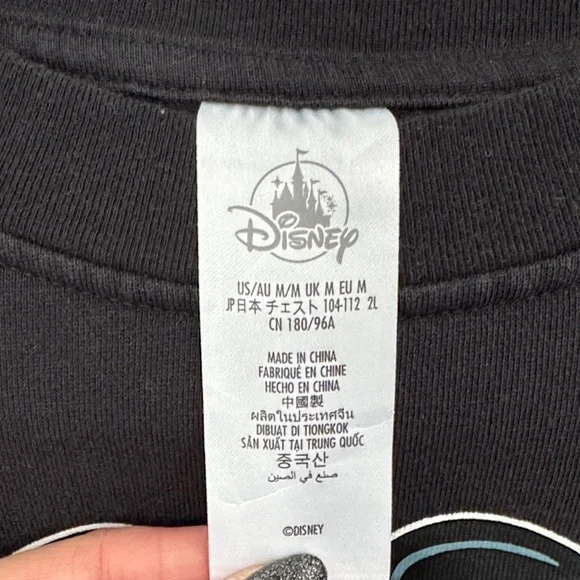 Disney
US/AU M/M UK M EU M
JP日本 チェスト 104-112 2L
CN 180/96A
MADE IN CHINA
FABRIQUÉ EN CHINE
HECHO EN CHINA
中國製
ผลิตในประเทศจีน
DIBUAT DI TIONGKOK
SẢN XUẤT TẠI TRUNG QUỐC
중국산
صنع في الصين
©DISNEY